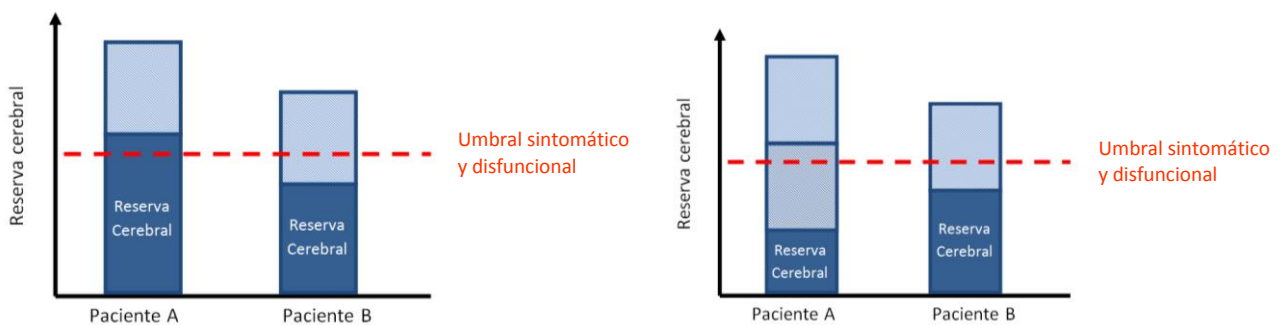 Reserva cerebral
Reserva
Cerebral
Reserva
Cerebral
Umbral sintomático
y disfuncional
Paciente A
Paciente B
Reserva cerebral
Reserva
Cerebral
Reserva
Cerebral
Umbral sintomático
y disfuncional
Paciente A
Paciente B